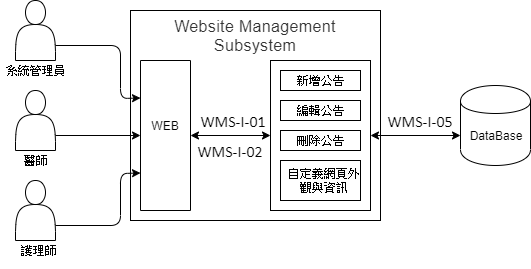 Website Management
Subsystem
系統管理員
醫師
護理師
WEB
WMS-I-01
WMS-I-02
新增公告
編輯公告
刪除公告
自定義網頁外
觀與資訊
WMS-I-05
DataBase